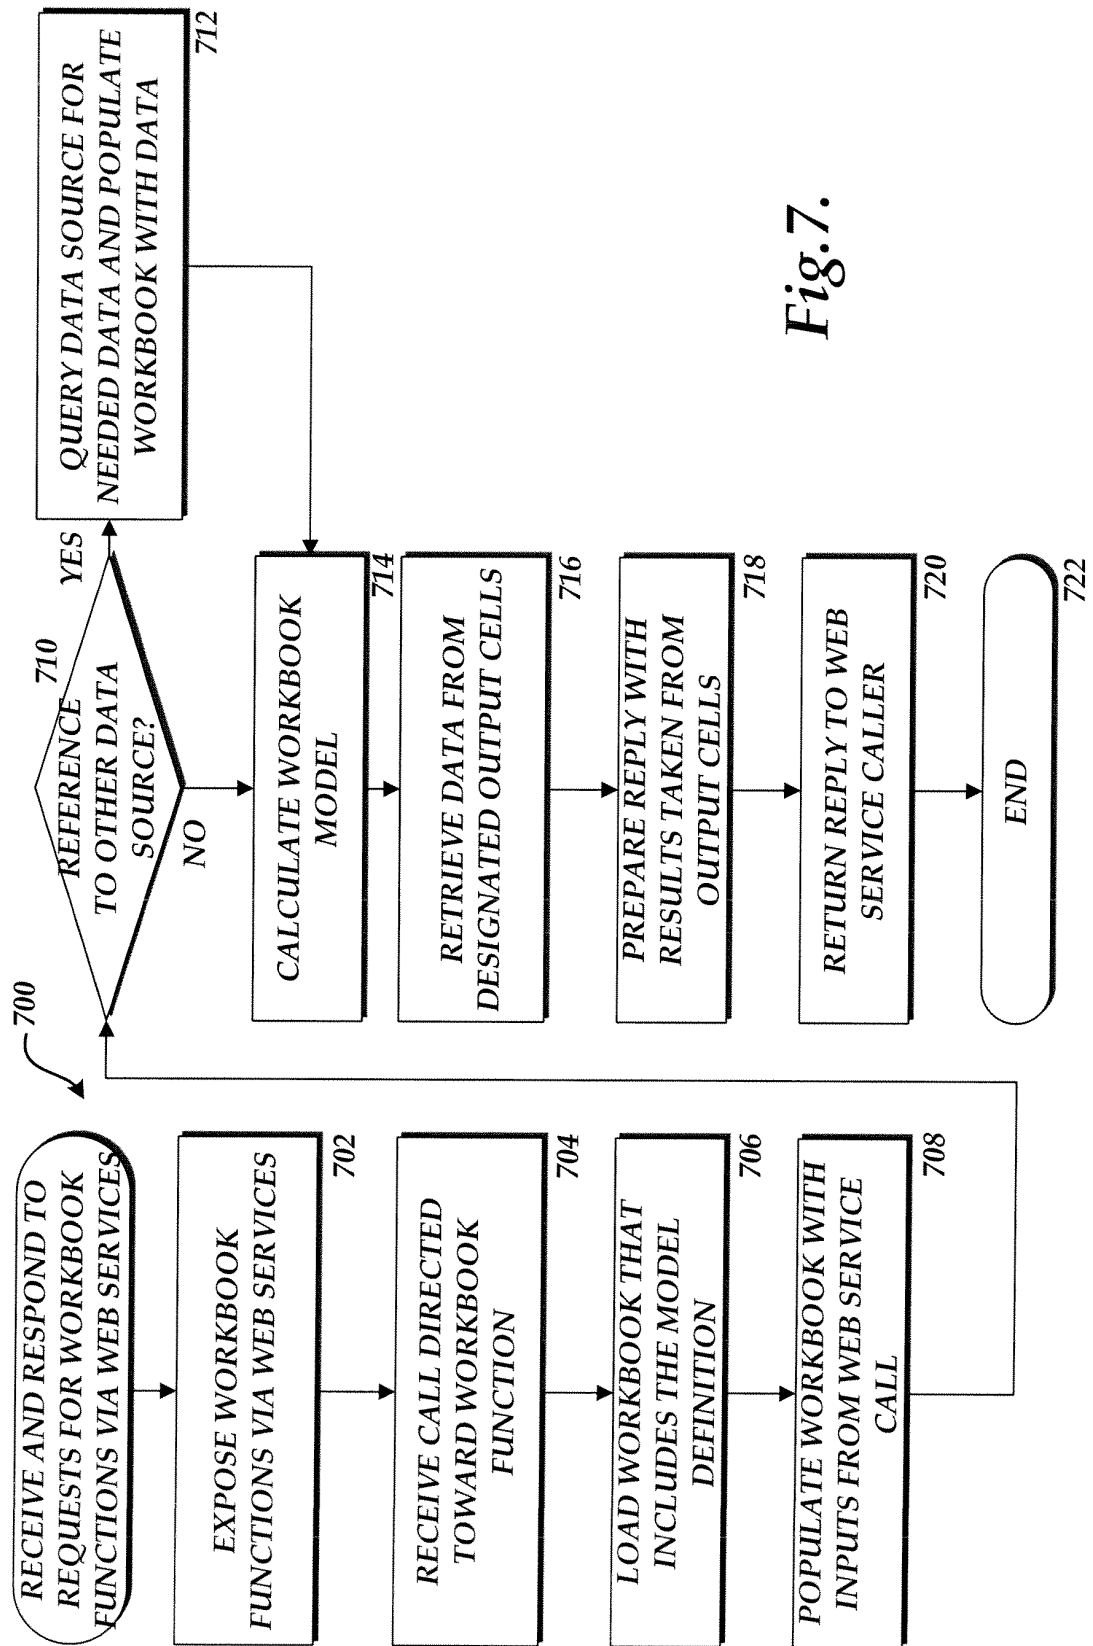 700
RECEIVE AND RESPOND TO
REQUESTS FOR WORKBOOK
FUNCTIONS VIA WEB SERVICES
EXPOSE WORKBOOK
FUNCTIONS VIA WEB SERVICES
702
RECEIVE CALL DIRECTED
TOWARD WORKBOOK
FUNCTION
704
LOAD WORKBOOK THAT
INCLUDES THE MODEL
DEFINITION
706
POPULATE WORKBOOK WITH
INPUTS FROM WEB SERVICE
CALL
708
710
REFERENCE
TO OTHER DATA
SOURCE?
YES
NO
QUERY DATA SOURCE FOR
NEEDED DATA AND POPULATE
WORKBOOK WITH DATA
712
CALCULATE WORKBOOK
MODEL
714
RETRIEVE DATA FROM
DESIGNATED OUTPUT CELLS
716
PREPARE REPLY WITH
RESULTS TAKEN FROM
OUTPUT CELLS
718
RETURN REPLY TO WEB
SERVICE CALLER
720
END
722
Fig.7.